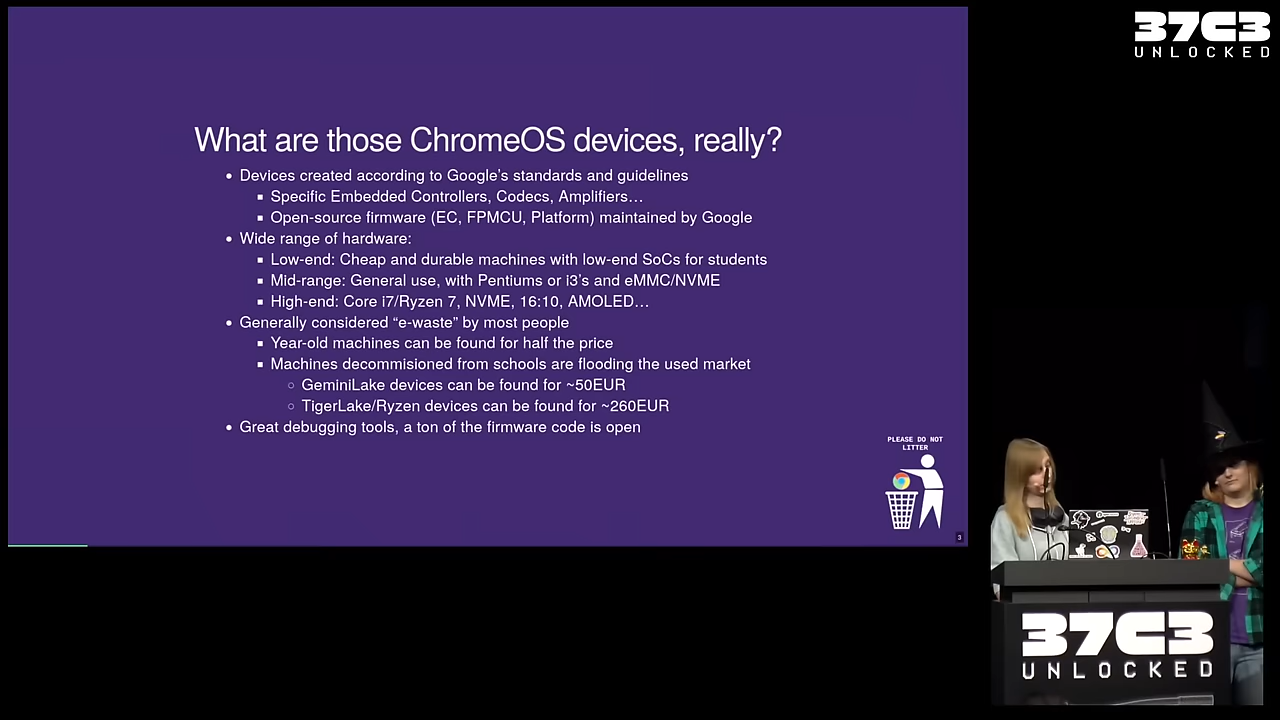 37C3
UNLOCKED
What are those ChromeOS devices, really?
• Devices created according to Google’s standards and guidelines
▪ Specific Embedded Controllers, Codecs, Amplifiers…
▪ Open-source firmware (EC, FPMCU, Platform) maintained by Google
• Wide range of hardware:
▪ Low-end: Cheap and durable machines with low-end SoCs for students
▪ Mid-range: General use, with Pentiums or i3’s and eMMC/NVME
▪ High-end: Core i7/Ryzen 7, NVME, 16:10, AMOLED…
• Generally considered “e-waste” by most people
▪ Year-old machines can be found for half the price
▪ Machines decommisioned from schools are flooding the used market
○ GeminiLake devices can be found for ~50EUR
○ TigerLake/Ryzen devices can be found for ~260EUR
• Great debugging tools, a ton of the firmware code is open
PLEASE DO NOT
LITTER
3
37C3
UNLOCKED